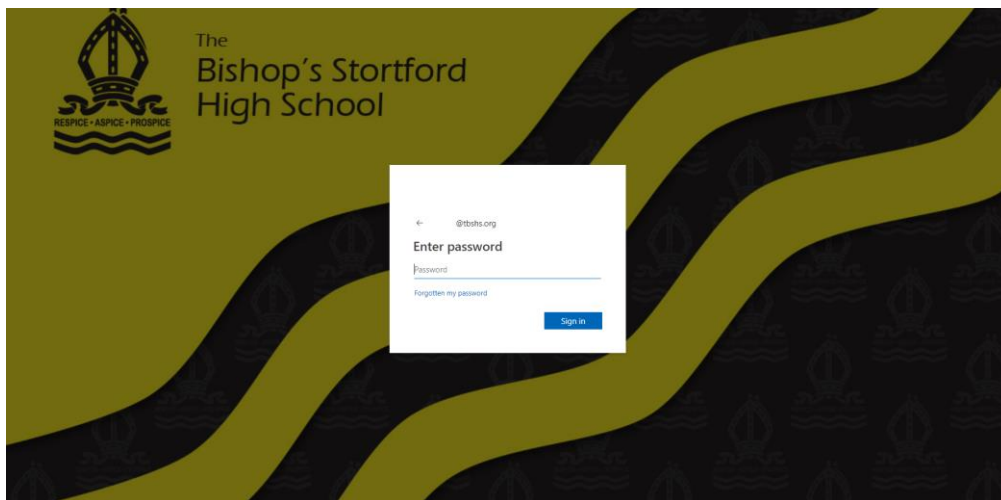 The
Bishop's Stortford
High School
RESPICE • ASPICE • PROSPICE
← @tbshs.org
Enter password
Password
Forgotten my password
Sign in